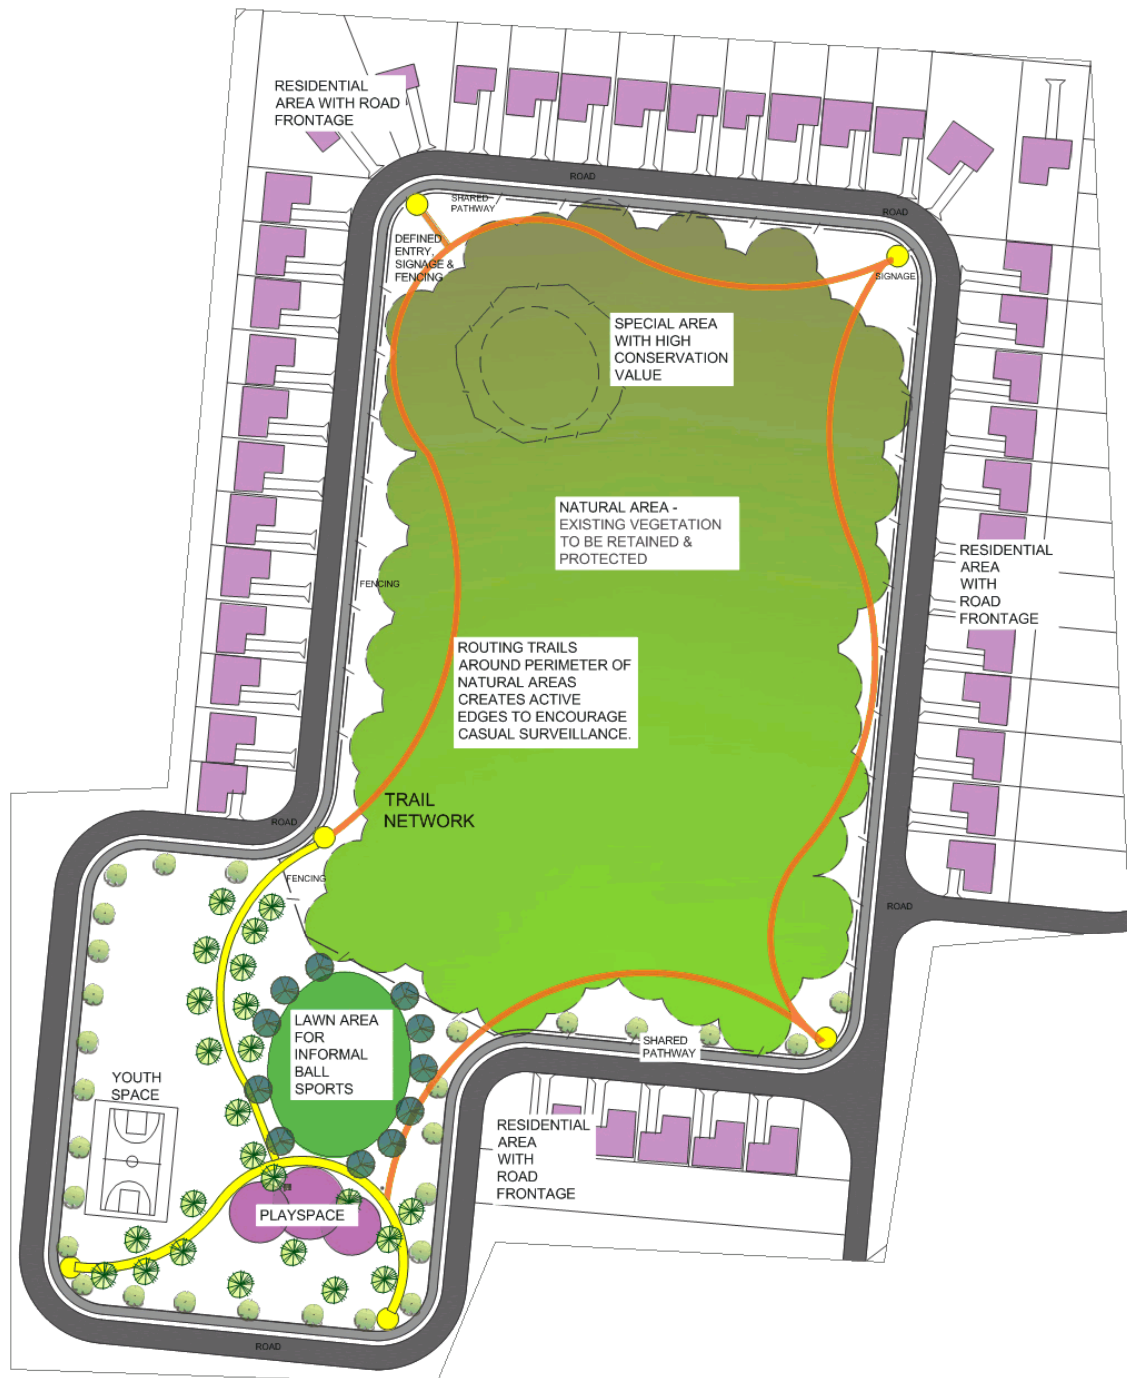 RESIDENTIAL
AREA WITH ROAD
FRONTAGE
ROAD
SHARED
PATHWAY
ROAD
DEFINED
ENTRY,
SIGNAGE &
FENCING
SIGNAGE
SPECIAL AREA
WITH HIGH
CONSERVATION
VALUE
NATURAL AREA -
EXISTING VEGETATION
TO BE RETAINED &
PROTECTED
RESIDENTIAL
AREA
WITH
ROAD
FRONTAGE
FENCING
ROUTING TRAILS
AROUND PERIMETER OF
NATURAL AREAS
CREATES ACTIVE
EDGES TO ENCOURAGE
CASUAL SURVEILLANCE.
TRAIL
NETWORK
ROAD
FENCING
ROAD
LAWN AREA
FOR
INFORMAL
BALL
SPORTS
SHARED
PATHWAY
YOUTH
SPACE
RESIDENTIAL
AREA
WITH
ROAD
FRONTAGE
PLAYSPACE
ROAD